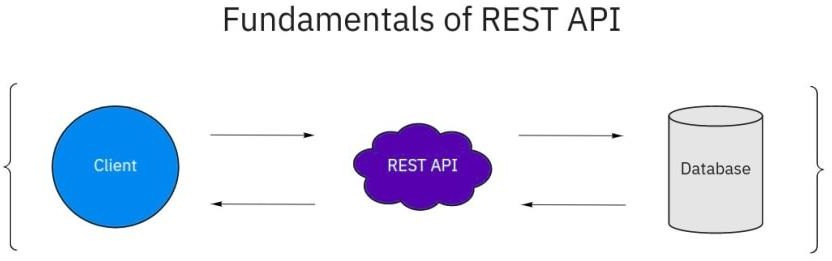 Fundamentals of REST API
Client
REST API
Database